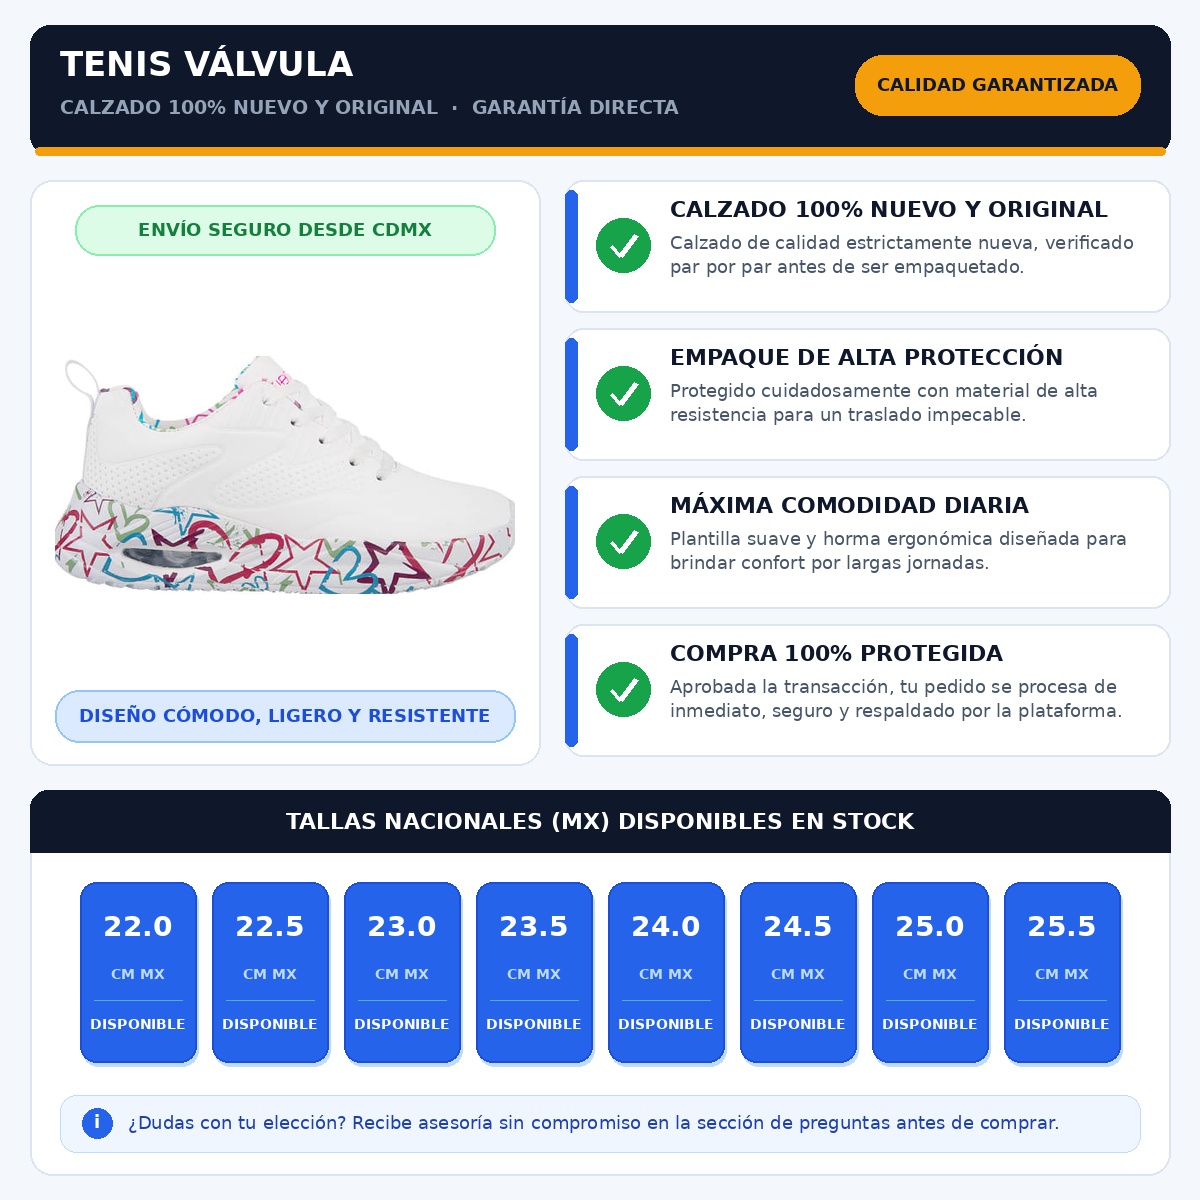 TENIS VÁLVULA
CALZADO 100% NUEVO Y ORIGINAL · GARANTÍA DIRECTA
CALIDAD GARANTIZADA
ENVÍO SEGURO DESDE CDMX
DISEÑO CÓMODO, LIGERO Y RESISTENTE
CALZADO 100% NUEVO Y ORIGINAL
Calzado de calidad estrictamente nueva, verificado
par por par antes de ser empaquetado.
EMPAQUE DE ALTA PROTECCIÓN
Protegido cuidadosamente con material de alta
resistencia para un traslado impecable.
MÁXIMA COMODIDAD DIARIA
Plantilla suave y horma ergonómica diseñada para
brindar confort por largas jornadas.
COMPRA 100% PROTEGIDA
Aprobada la transacción, tu pedido se procesa de
inmediato, seguro y respaldado por la plataforma.
TALLAS NACIONALES (MX) DISPONIBLES EN STOCK
22.0 22.5 23.0 23.5 24.0 24.5 25.0 25.5
CM MX CM MX CM MX CM MX CM MX CM MX CM MX CM MX
DISPONIBLE DISPONIBLE DISPONIBLE DISPONIBLE DISPONIBLE DISPONIBLE DISPONIBLE DISPONIBLE
i ¿Dudas con tu elección? Recibe asesoría sin compromiso en la sección de preguntas antes de comprar.